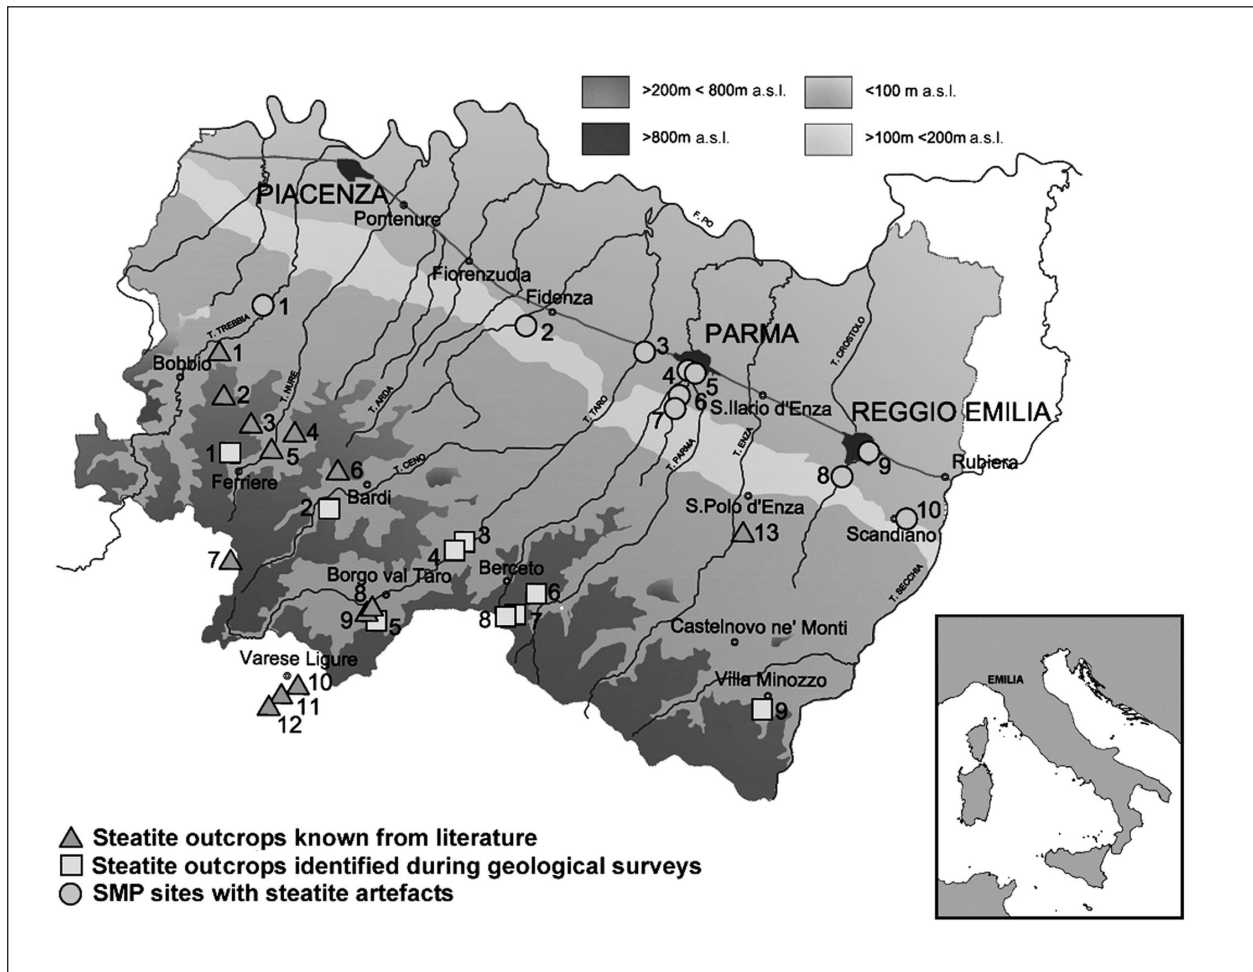 >200m < 800m a.s.l.
<100 m a.s.l.
>800m a.s.l.
>100m <200m a.s.l.
PIACENZA
Pontenure
F. PO
Fiorenzuola
Fidenza
1
T. TREBBIA
2
PARMA
T. CROSTOLO
3
1
Bobbio
T. NURE
T. ARDA
4
5
2
T. TARO
6
S.Ilario d'Enza
7
REGGIO EMILIA
3
4
T. ENZA
1
5
T. PARMA
9
Ferriere
6
T. CENO
8
Rubiera
Bardi
2
S.Polo d'Enza
10
13
Scandiano
3
4
7
Berceto
Borgo val Taro
8
6
T. SECCHIA
9
5
8
7
Castelnovo ne' Monti
Varese Ligure
10
Villa Minozzo
11
9
12
EMILIA
Steatite outcrops known from literature
Steatite outcrops identified during geological surveys
SMP sites with steatite artefacts